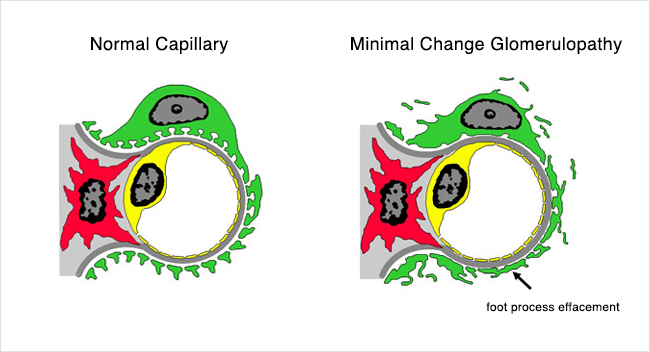 Normal Capillary
Minimal Change Glomerulopathy
foot process effacement